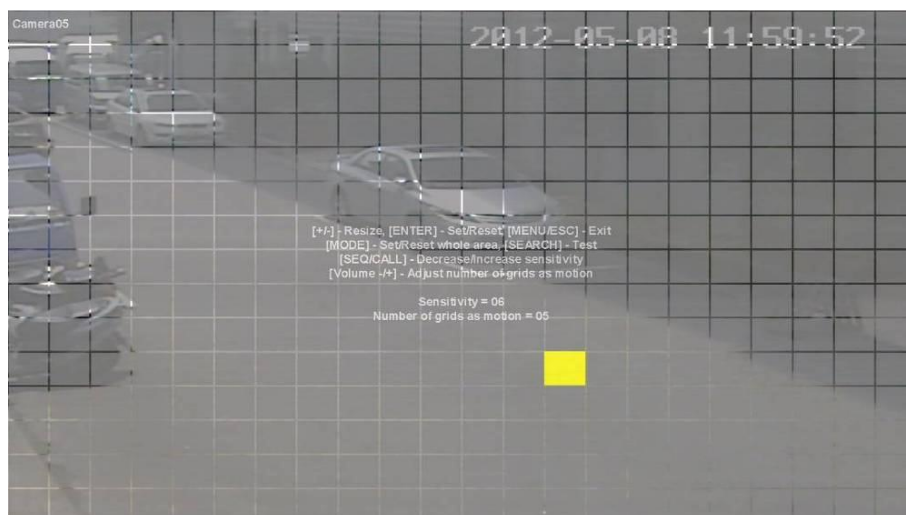 Camera05
2012-05-08 11:59:52
[+/-] - Resize, [ENTER] - Set/Reset, [MENU/ESC] - Exit
[MODE] - Set/Reset whole area, [SEARCH] - Test
[SEQ/CALL] - Decrease/Increase sensitivity
[Volume -/+] - Adjust number of grids as motion
Sensitivity = 06
Number of grids as motion = 05